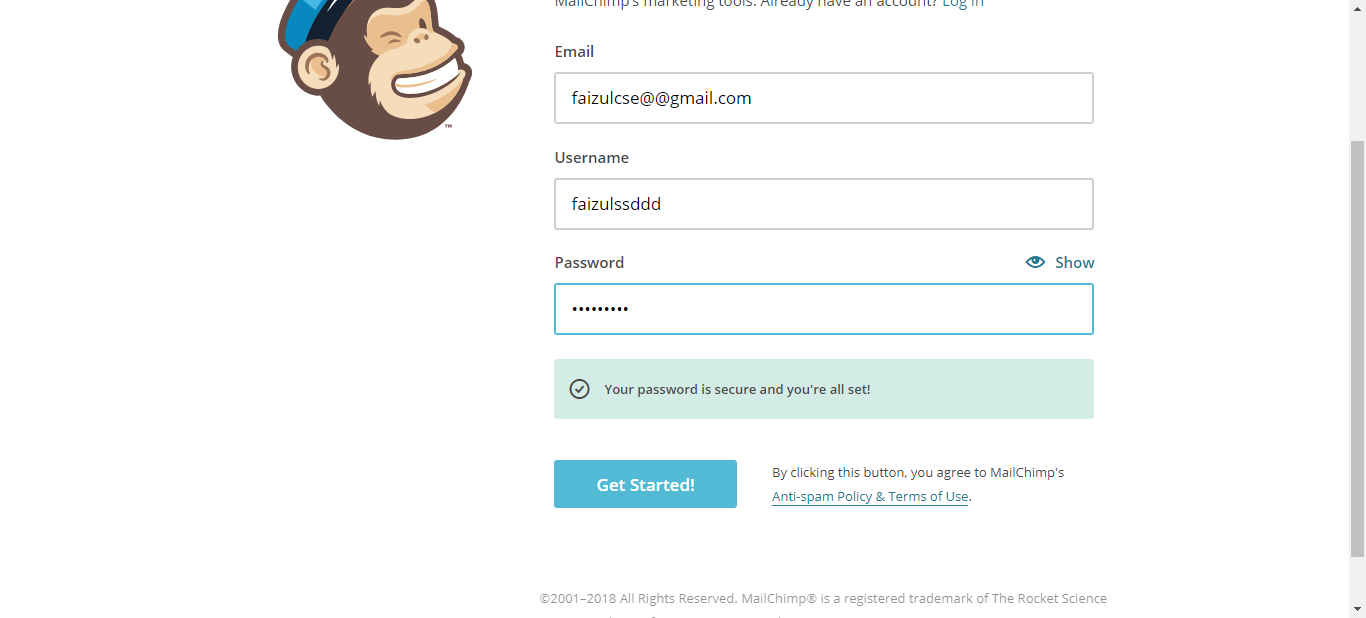 MailChimp's marketing tools. Already have an account? Log in
Email
faizulcse@@gmail.com
Username
faizulssddd
Password
Show
•••••••••
Your password is secure and you're all set!
Get Started!
By clicking this button, you agree to MailChimp's
Anti-spam Policy & Terms of Use.
©2001–2018 All Rights Reserved. MailChimp® is a registered trademark of The Rocket Science